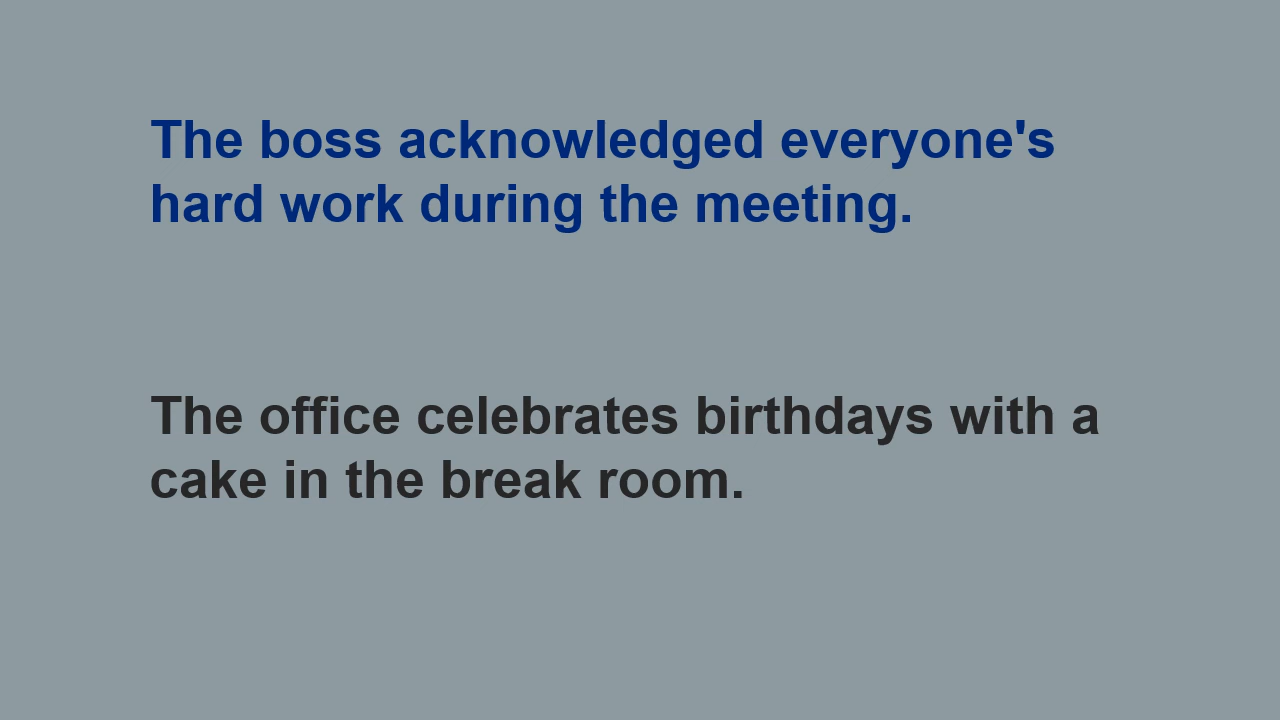 The boss acknowledged everyone's
hard work during the meeting.
The office celebrates birthdays with a
cake in the break room.